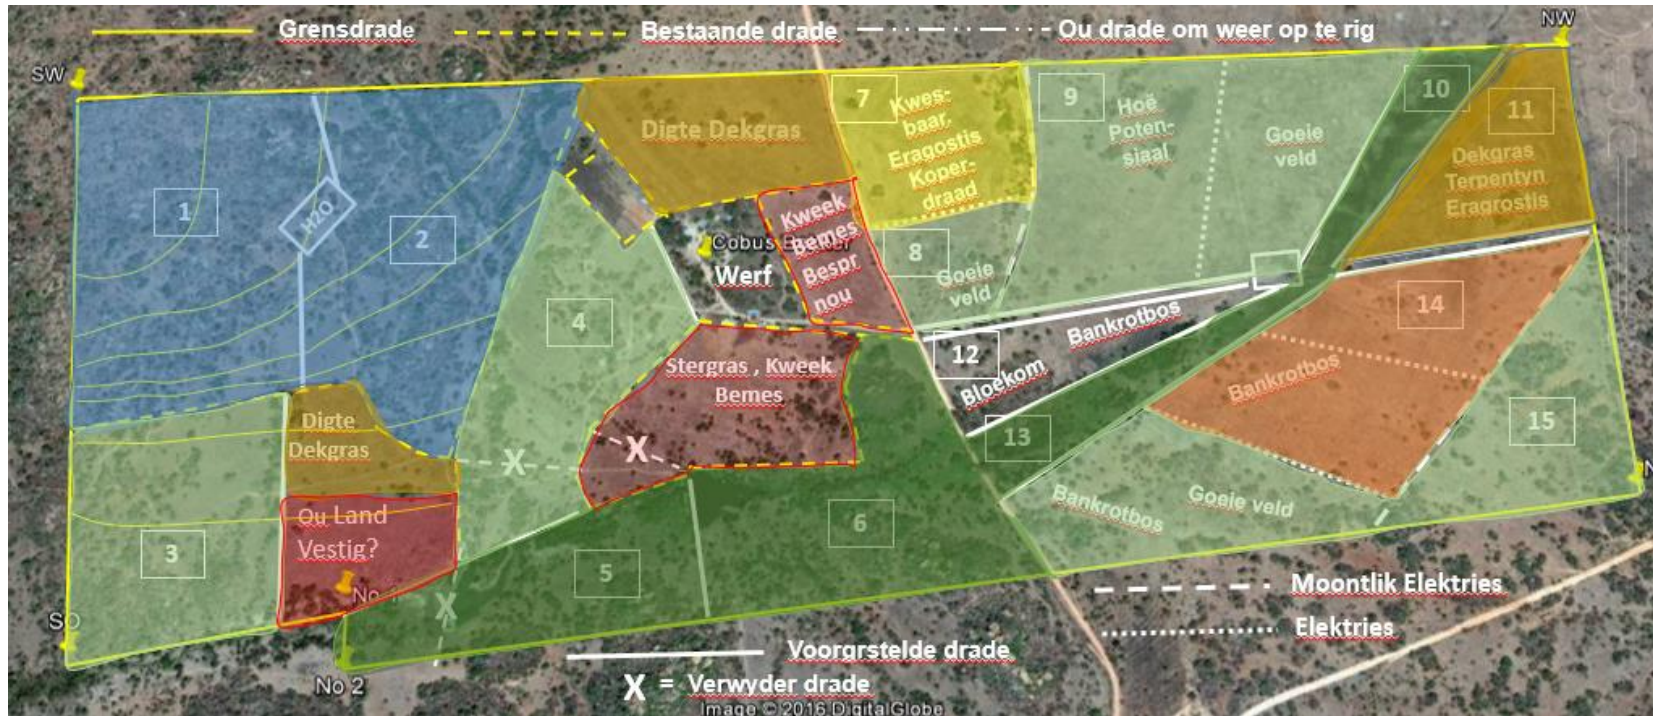 Grensdrade
Bestaande drade
Ou drade om weer op te rig
NW
SW
7
Kwes-
baar,
Eragostis
Koper-
draad
9
Hoë
Poten-
siaal
Goeie
veld
10
11
Dekgras
Terpentyn
Eragrostis
Digte Dekgras
1
H2O
2
Kweek
Bemes
Bespr
nou
Cobus
Werf
8
Goeie
veld
4
12
Bankrotbos
Bloekom
14
Bankrotbos
Stergras , Kweek
Bemes
Digte
Dekgras
X
X
13
15
Bankrotbos
Goeie veld
Ou Land
Vestig?
3
5
6
No
X
SO
No 2
Moontlik Elektries
Elektries
Voorgrstelde drade
X = Verwyder drade
Image © 2016 DigitalGlobe